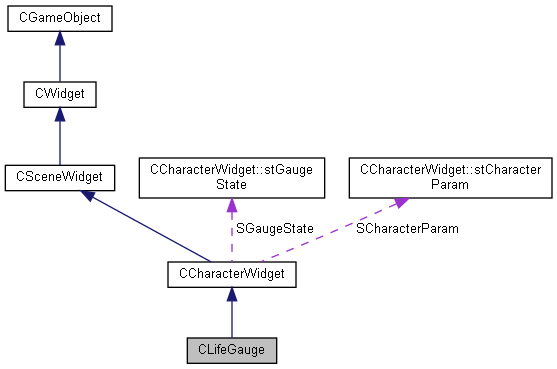 CGameObject
CWidget
CSceneWidget
CCharacterWidget::stGauge
State
CCharacterWidget::stCharacter
Param
SGaugeState
SCharacterParam
CCharacterWidget
CLifeGauge